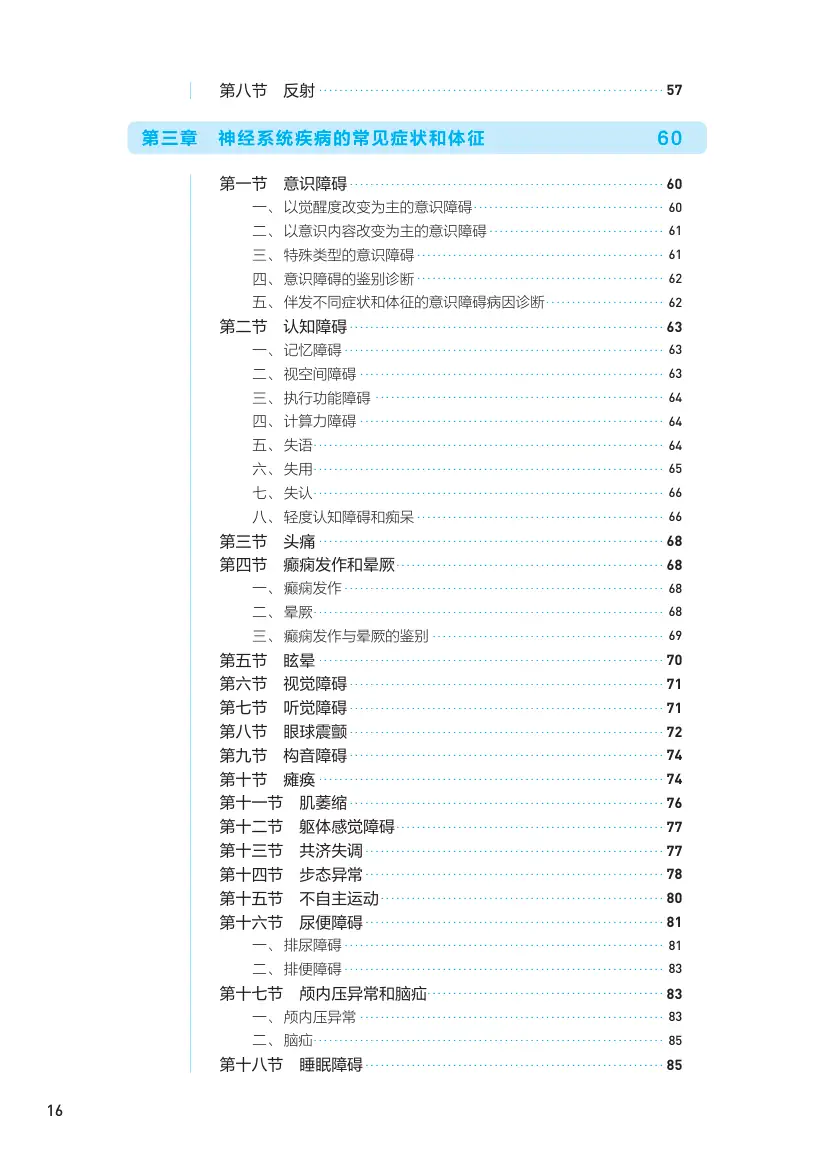 第八节 反射 57
第三章 神经系统疾病的常见症状和体征 60
第一节 意识障碍 60
一、以觉醒度改变为主的意识障碍 60
二、以意识内容改变为主的意识障碍 61
三、特殊类型的意识障碍 61
四、意识障碍的鉴别诊断 62
五、伴发不同症状和体征的意识障碍病因诊断 62
第二节 认知障碍 63
一、记忆障碍 63
二、视空间障碍 63
三、执行功能障碍 64
四、计算力障碍 64
五、失语 64
六、失用 65
七、失认 66
八、轻度认知障碍和痴呆 66
第三节 头痛 68
第四节 癫痫发作和晕厥 68
一、癫痫发作 68
二、晕厥 68
三、癫痫发作与晕厥的鉴别 69
第五节 眩晕 70
第六节 视觉障碍 71
第七节 听觉障碍 71
第八节 眼球震颤 72
第九节 构音障碍 74
第十节 瘫痪 74
第十一节 肌萎缩 76
第十二节 躯体感觉障碍 77
第十三节 共济失调 77
第十四节 步态异常 78
第十五节 不自主运动 80
第十六节 尿便障碍 81
一、排尿障碍 81
二、排便障碍 83
第十七节 颅内压异常和脑疝 83
一、颅内压异常 83
二、脑疝 85
第十八节 睡眠障碍 85
16